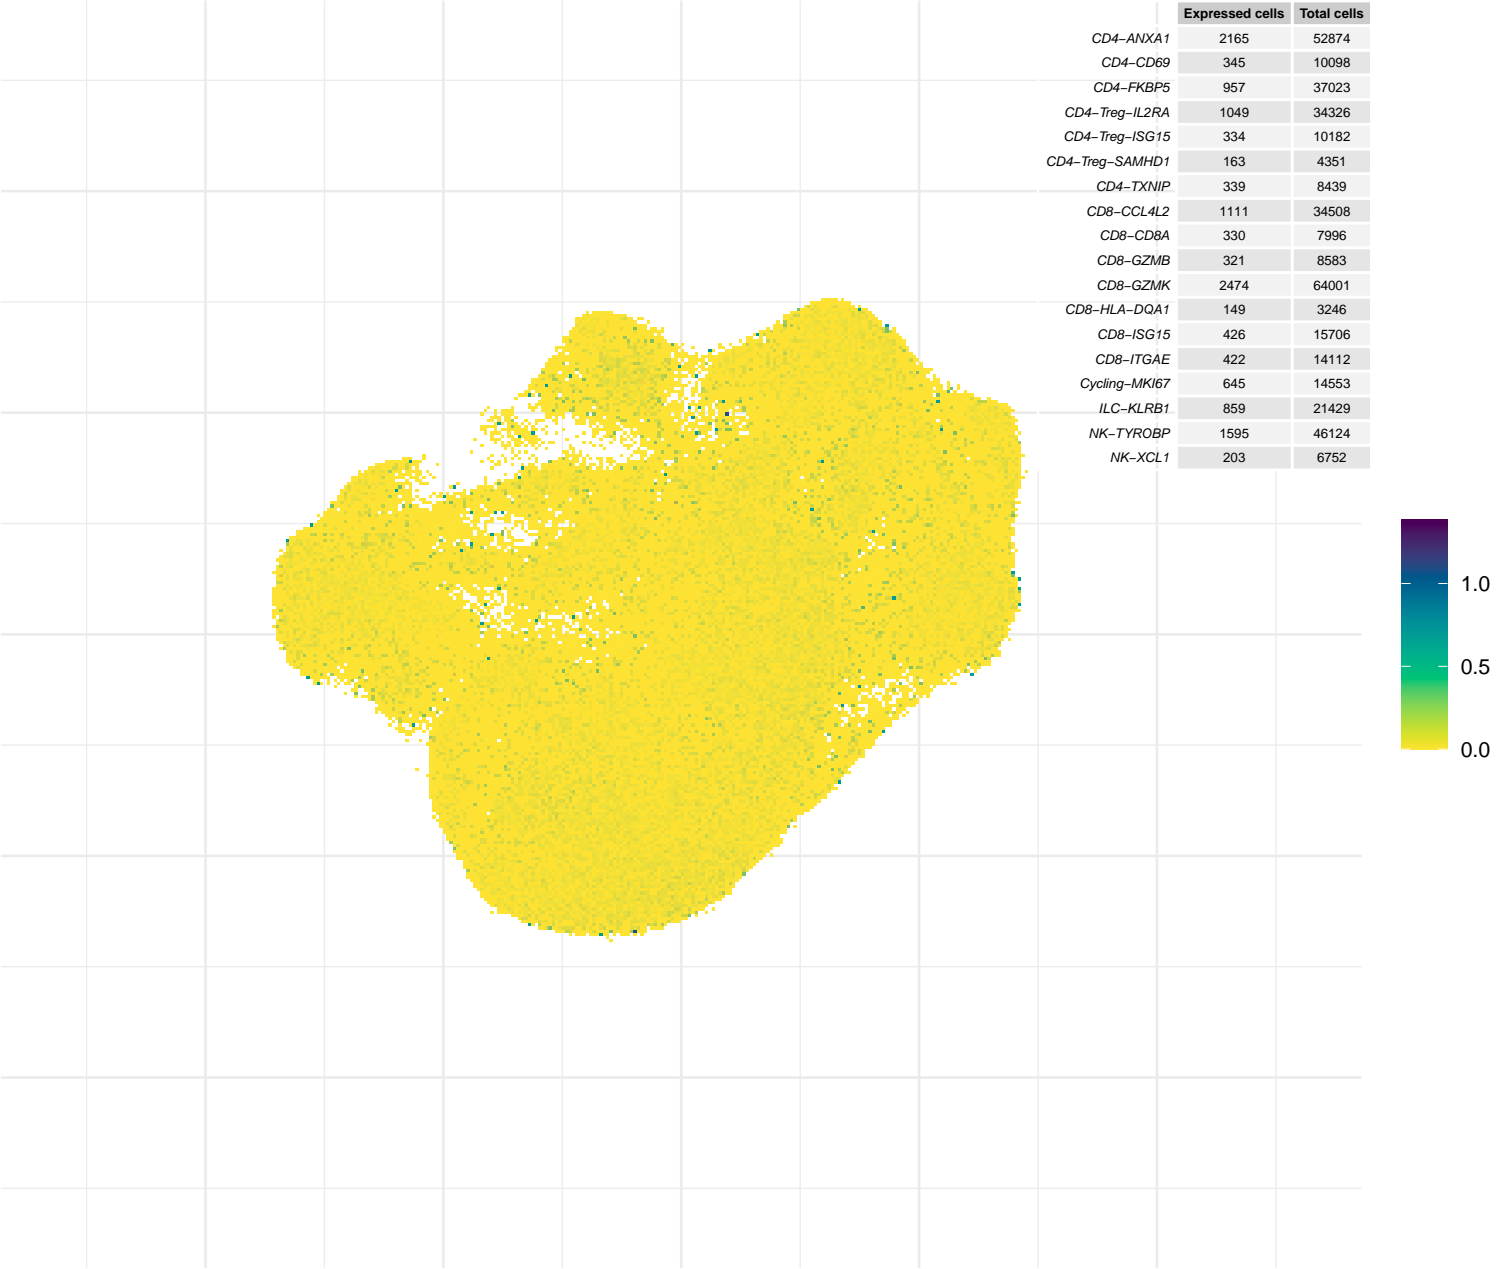 Expressed cells Total cells
CD4−ANXA1 2165 52874
CD4−CD69 345 10098
CD4−FKBP5 957 37023
CD4−Treg−IL2RA 1049 34326
CD4−Treg−ISG15 334 10182
CD4−Treg−SAMHD1 163 4351
CD4−TXNIP 339 8439
CD8−CCL4L2 1111 34508
CD8−CD8A 330 7996
CD8−GZMB 321 8583
CD8−GZMK 2474 64001
CD8−HLA−DQA1 149 3246
CD8−ISG15 426 15706
CD8−ITGAE 422 14112
Cycling−MKI67 645 14553
ILC−KLRB1 859 21429
NK−TYROBP 1595 46124
NK−XCL1 203 6752
1.0
0.5
0.0